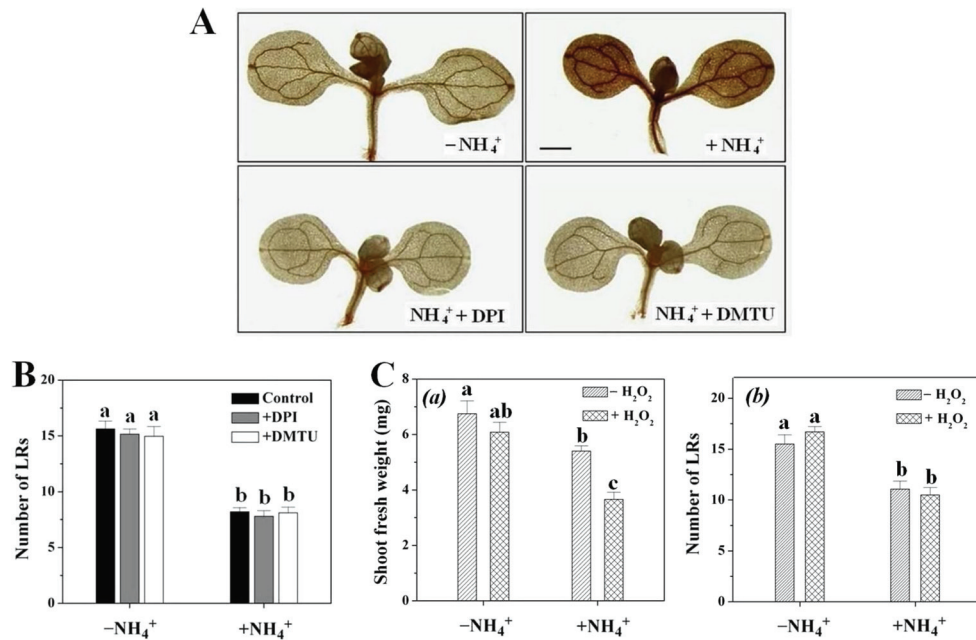 A
−NH₄⁺
+ NH₄⁺
NH₄⁺ + DPI
NH₄⁺ + DMTU
B
Number of LRs
20
15
10
5
0
Control
+DPI
+DMTU
a a a
b b b
−NH₄⁺ +NH₄⁺
C
(a)
Shoot fresh weight (mg)
8
6
4
2
0
− H₂O₂
+ H₂O₂
a
ab
b
c
−NH₄⁺ +NH₄⁺
(b)
Number of LRs
20
15
10
5
0
− H₂O₂
+ H₂O₂
a a
b b
−NH₄⁺ +NH₄⁺